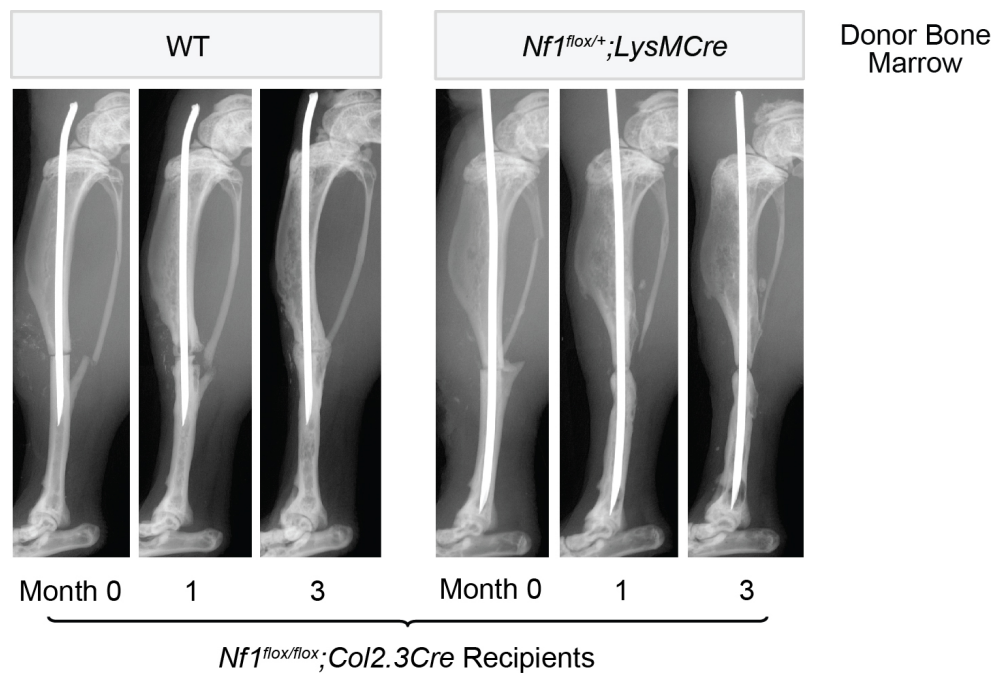 WT
Nf1flox/+;LysMCre
Donor Bone
Marrow
Month 0
1
3
Month 0
1
3
Nf1flox/flox;Col2.3Cre Recipients